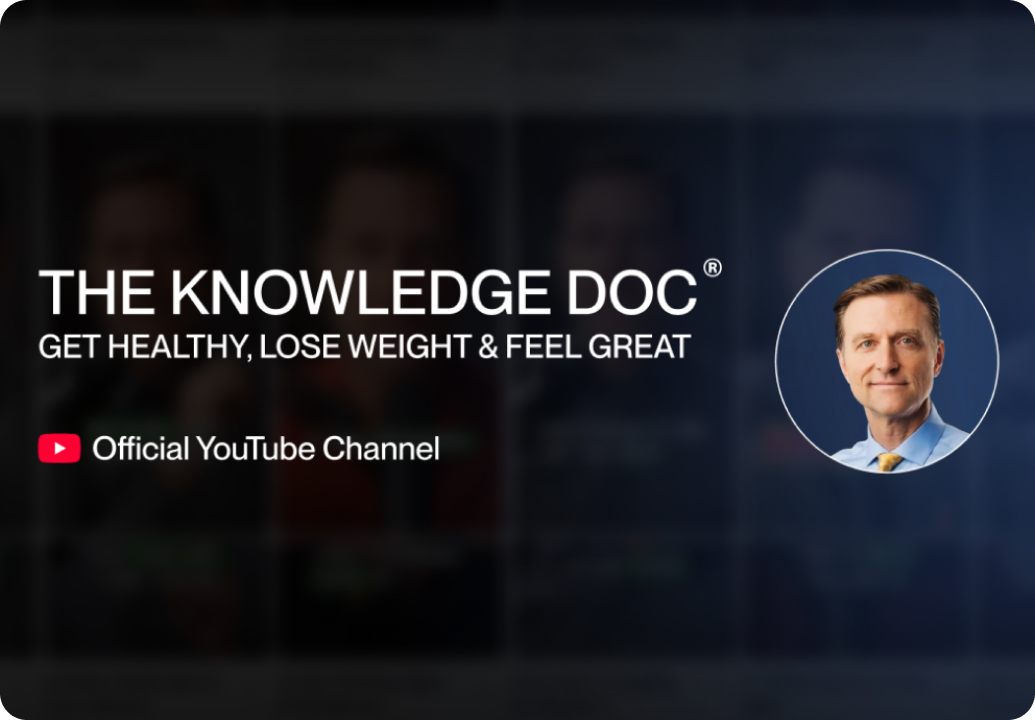 THE KNOWLEDGE DOC®
GET HEALTHY, LOSE WEIGHT & FEEL GREAT
Official YouTube Channel